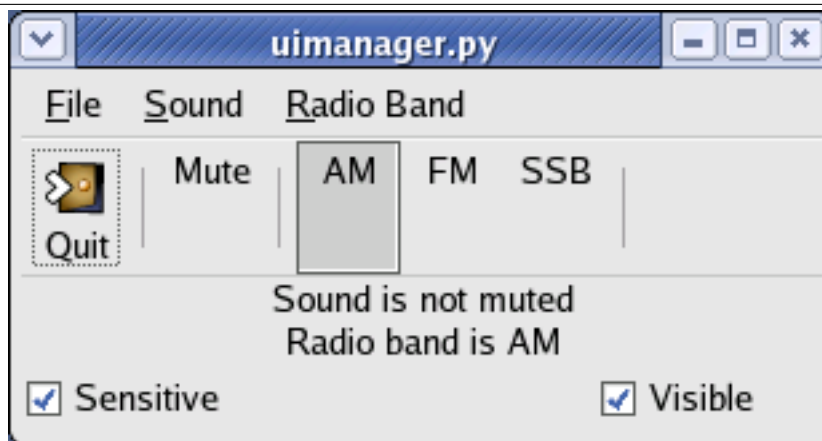 uimanager.py
File Sound Radio Band
Mute AM FM SSB
Quit
Sound is not muted
Radio band is AM
Sensitive Visible